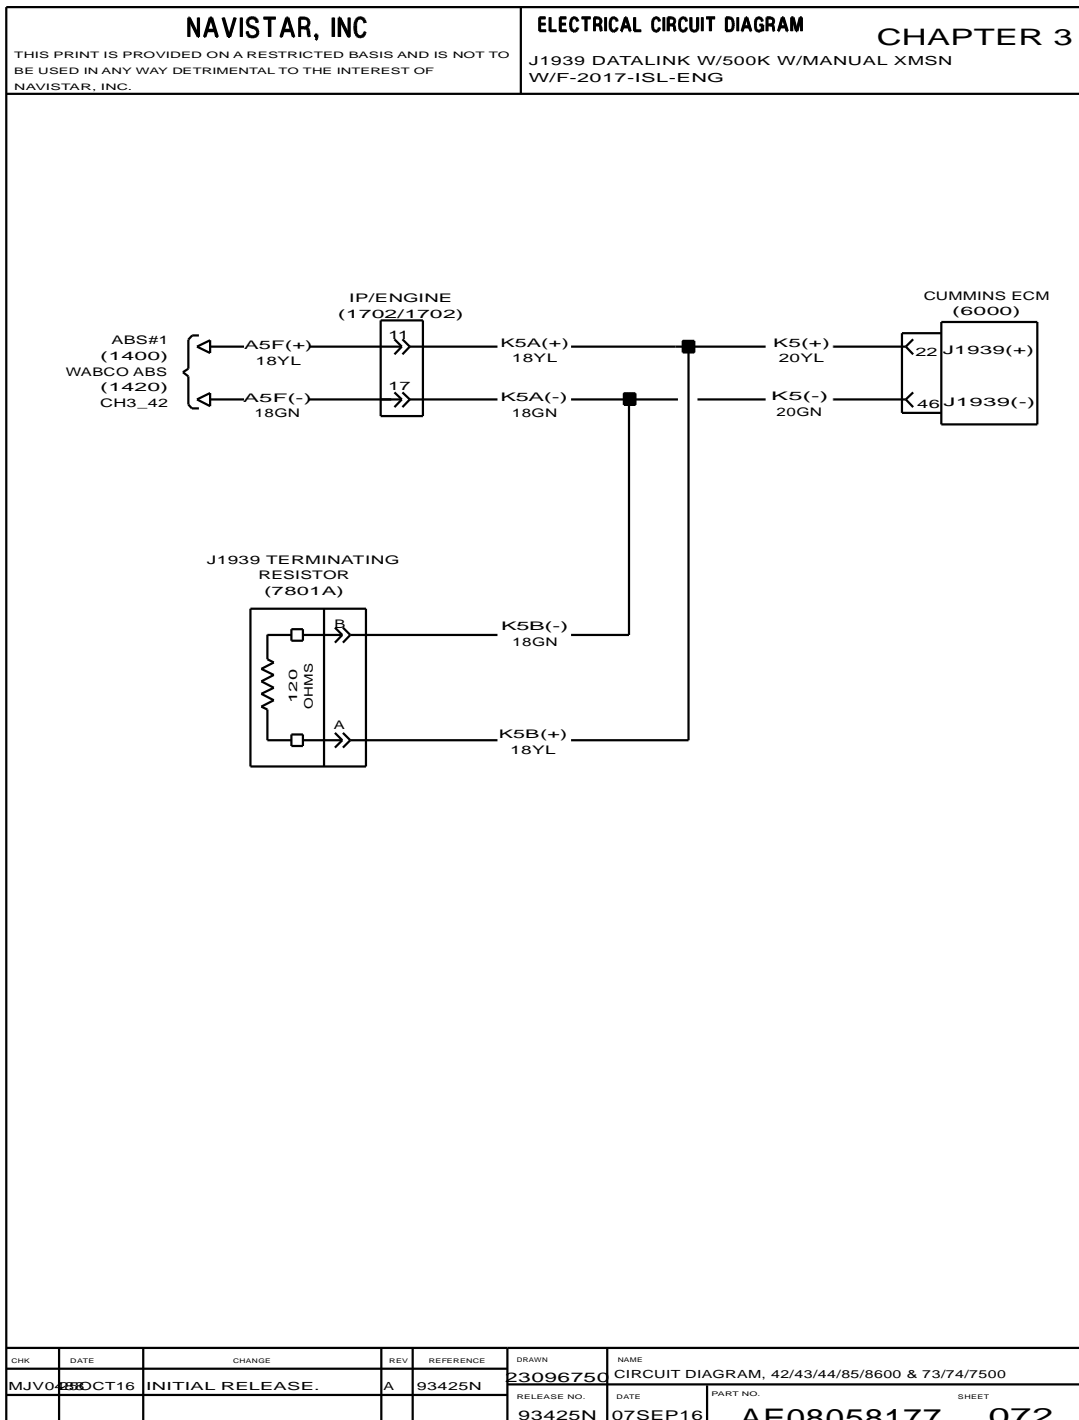 NAVISTAR, INC
THIS PRINT IS PROVIDED ON A RESTRICTED BASIS AND IS NOT TO
BE USED IN ANY WAY DETRIMENTAL TO THE INTEREST OF
NAVISTAR, INC.
ELECTRICAL CIRCUIT DIAGRAM
CHAPTER 3
J1939 DATALINK W/500K W/MANUAL XMSN
W/F-2017-ISL-ENG
IP/ENGINE
(1702/1702)
CUMMINS ECM
(6000)
ABS#1
(1400)
WABCO ABS
(1420)
CH3_42
A5F(+)
18YL
11
K5A(+)
18YL
K5(+)
20YL
22
J1939(+)
A5F(-)
18GN
17
K5A(-)
18GN
K5(-)
20GN
46
J1939(-)
J1939 TERMINATING
RESISTOR
(7801A)
B
K5B(-)
18GN
120
OHMS
A
K5B(+)
18YL
CHK DATE CHANGE REV REFERENCE
INITIAL RELEASE. A 93425N
DRAWN
23096750
NAME
CIRCUIT DIAGRAM, 42/43/44/85/8600 & 73/74/7500
RELEASE NO.
93425N
DATE
07SEP16
PART NO.
AE08058177
SHEET
072